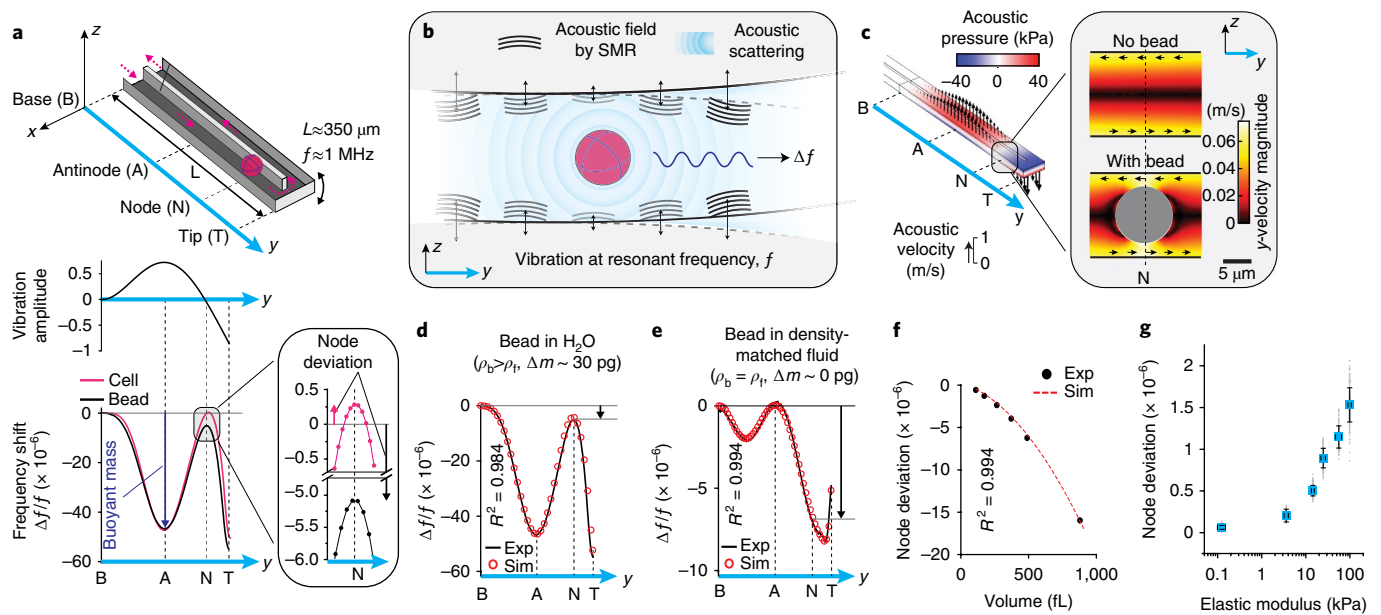 a
z
Base (B)
x
L≈350 μm
f≈1 MHz
Antinode (A)
L
Node (N)
Tip (T)
y
Vibration
amplitude
0.5
0
−0.5
−1
y
Cell
Bead
Frequency shift
Δf/f (× 10⁻⁶)
0
−20
−40
−60
Buoyant mass
B
A
N
T
y
Node
deviation
0.5
0
−0.5
−5.0
−5.5
−6.0
N
b
Acoustic field
by SMR
Acoustic
scattering
Δf
z
y
Vibration at resonant frequency, f
c
Acoustic
pressure (kPa)
−40
0
40
B
A
N
T
y
Acoustic
velocity
(m/s)
1
0
z
y
No bead
With bead
N
(m/s)
0.06
0.04
0.02
0
y-velocity magnitude
5 μm
d
Bead in H₂O
(ρb>ρf, Δm ~ 30 pg)
Δf/f (× 10⁻⁶)
0
−20
−40
−60
R² = 0.984
Exp
Sim
B
A
N
T
y
e
Bead in density-
matched fluid
(ρb = ρf, Δm ~ 0 pg)
Δf/f (× 10⁻⁶)
0
−5
−10
R² = 0.994
Exp
Sim
B
A
N
T
y
f
Node deviation (× 10⁻⁶)
0
−5
−10
−15
−20
Exp
Sim
R² = 0.994
0
500
1,000
Volume (fL)
g
Node deviation (× 10⁻⁶)
2
1.5
1
0.5
0
0.1
1
10
100
Elastic modulus (kPa)